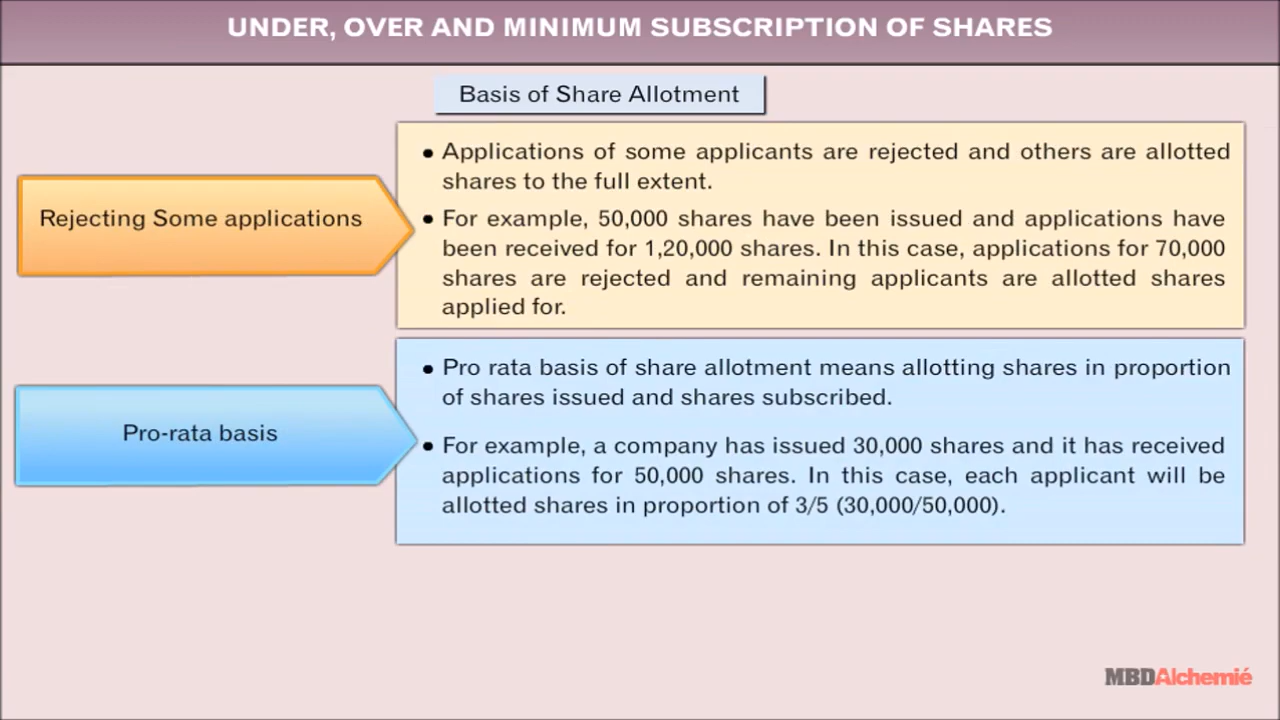 UNDER, OVER AND MINIMUM SUBSCRIPTION OF SHARES
Basis of Share Allotment
Rejecting Some applications
• Applications of some applicants are rejected and others are allotted
shares to the full extent.
• For example, 50,000 shares have been issued and applications have
been received for 1,20,000 shares. In this case, applications for 70,000
shares are rejected and remaining applicants are allotted shares
applied for.
Pro-rata basis
• Pro rata basis of share allotment means allotting shares in proportion
of shares issued and shares subscribed.
• For example, a company has issued 30,000 shares and it has received
applications for 50,000 shares. In this case, each applicant will be
allotted shares in proportion of 3/5 (30,000/50,000).
MBDAlchemié